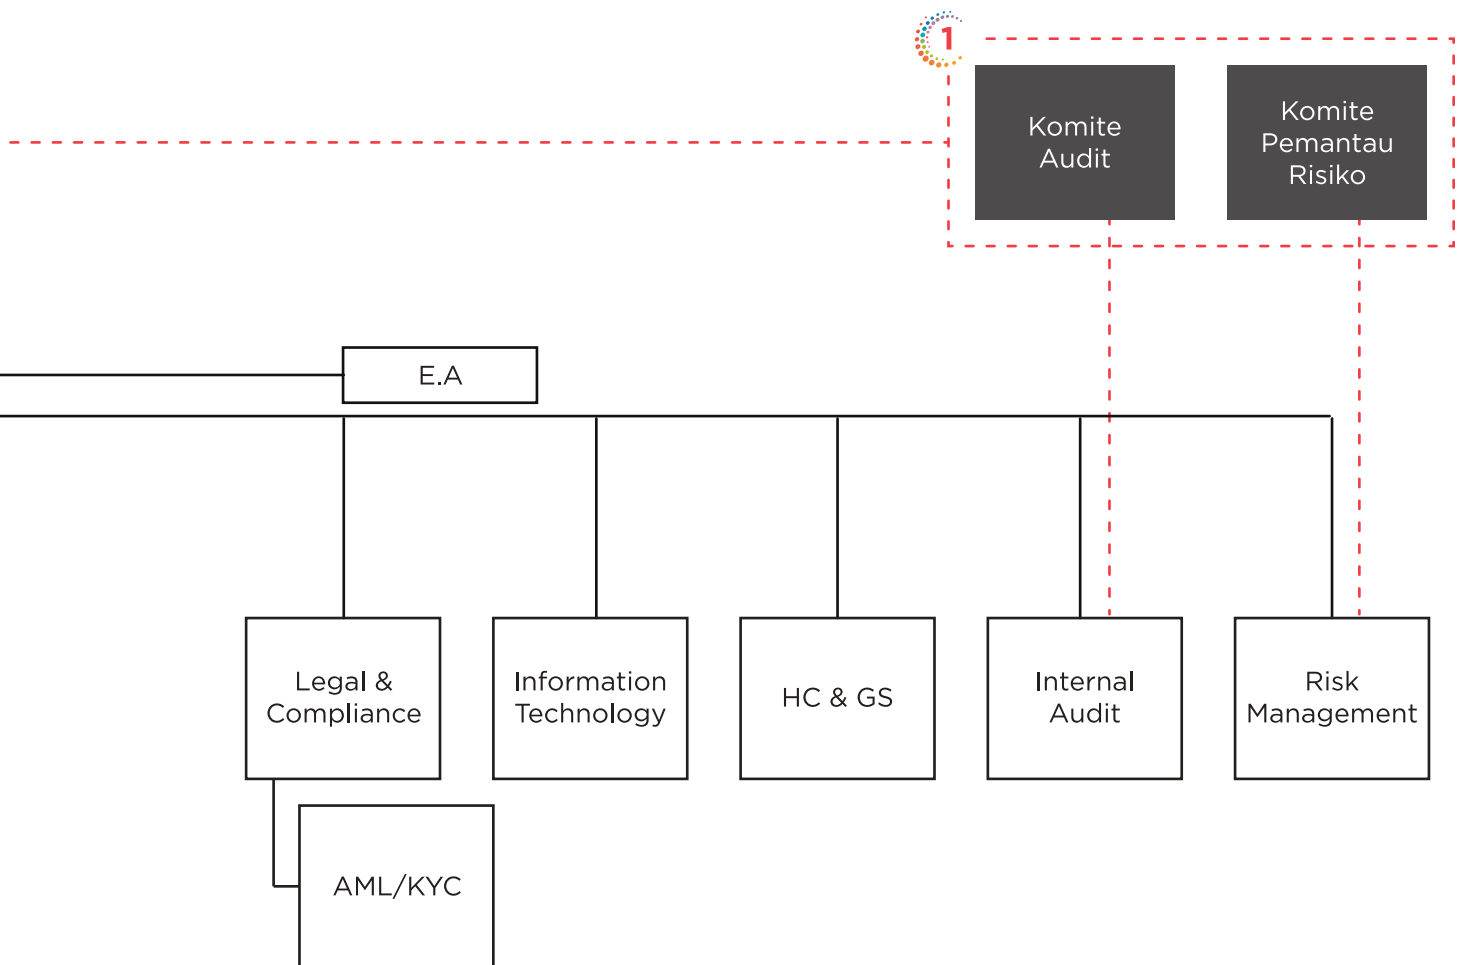 1
Komite
Audit
Komite
Pemantau
Risiko
E.A
Legal &
Compliance
Information
Technology
HC & GS
Internal
Audit
Risk
Management
AML/KYC